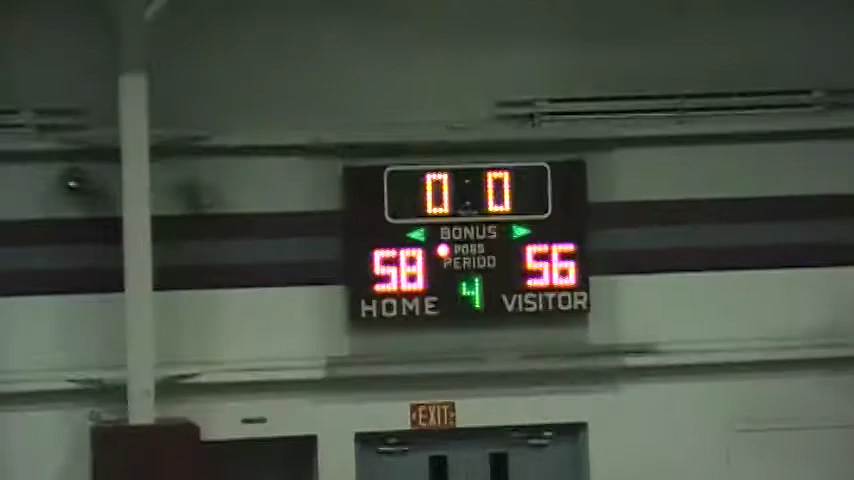 0 : 0
BONUS
POSS
58 PERIOD 56
HOME 4 VISITOR
EXIT